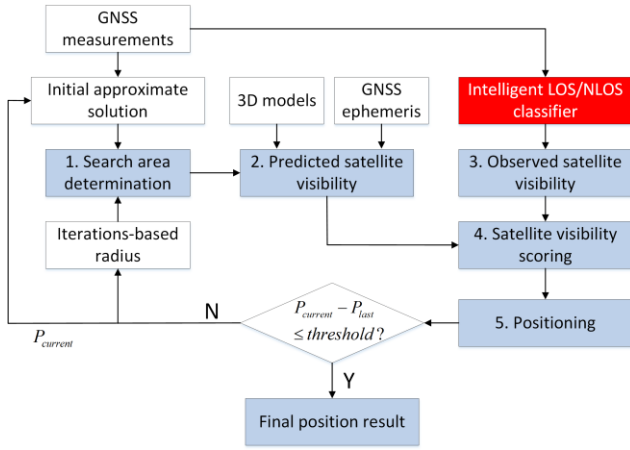 GNSS
measurements
Initial approximate
solution
3D models
GNSS
ephemeris
Intelligent LOS/NLOS
classifier
1. Search area
determination
2. Predicted satellite
visibility
3. Observed satellite
visibility
Iterations-based
radius
4. Satellite visibility
scoring
N
P_current − P_last
≤ threshold?
5. Positioning
P_current
Y
Final position result